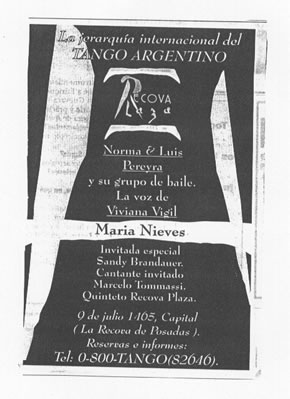 La jerarquía internacional del
TANGO ARGENTINO
RECOVA
Plaza
Norma & Luis
Pereyra
y su grupo de baile.
La voz de
Viviana Vigil
María Nieves
Invitada especial
Sandy Brandauer.
Cantante invitado
Marcelo Tommassi.
Quinteto Recova Plaza.
9 de julio 1465, Capital
( La Recova de Posadas ).
Reservas e informes:
Tel: 0-800-TANGO(82646).